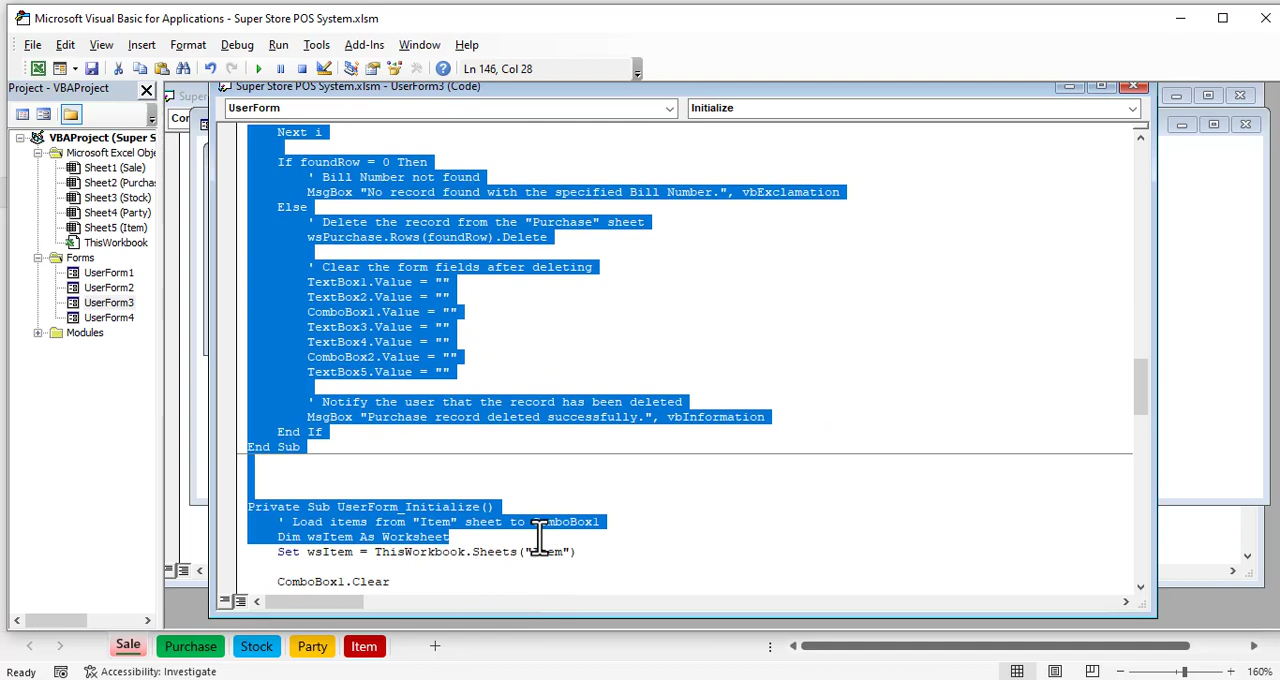 Microsoft Visual Basic for Applications - Super Store POS System.xlsm
File Edit View Insert Format Debug Run Tools Add-Ins Window Help
Ln 146, Col 28
Project - VBAProject
Super Store POS System.xlsm - UserForm3 (Code)
Super
UserForm
Initialize
VBAProject (Super S
Microsoft Excel Obje
Sheet1 (Sale)
Sheet2 (Purcha
Sheet3 (Stock)
Sheet4 (Party)
Sheet5 (Item)
ThisWorkbook
Forms
UserForm1
UserForm2
UserForm3
UserForm4
Modules
Next i
If foundRow = 0 Then
' Bill Number not found
MsgBox "No record found with the specified Bill Number.", vbExclamation
Else
' Delete the record from the "Purchase" sheet
wsPurchase.Rows(foundRow).Delete
' Clear the form fields after deleting
TextBox1.Value = ""
TextBox2.Value = ""
ComboBox1.Value = ""
TextBox3.Value = ""
TextBox4.Value = ""
ComboBox2.Value = ""
TextBox5.Value = ""
' Notify the user that the record has been deleted
MsgBox "Purchase record deleted successfully.", vbInformation
End If
End Sub
Private Sub UserForm_Initialize()
' Load items from "Item" sheet to ComboBox1
Dim wsItem As Worksheet
Set wsItem = ThisWorkbook.Sheets("Item")
ComboBox1.Clear
Sale Purchase Stock Party Item
Ready Accessibility: Investigate 160%